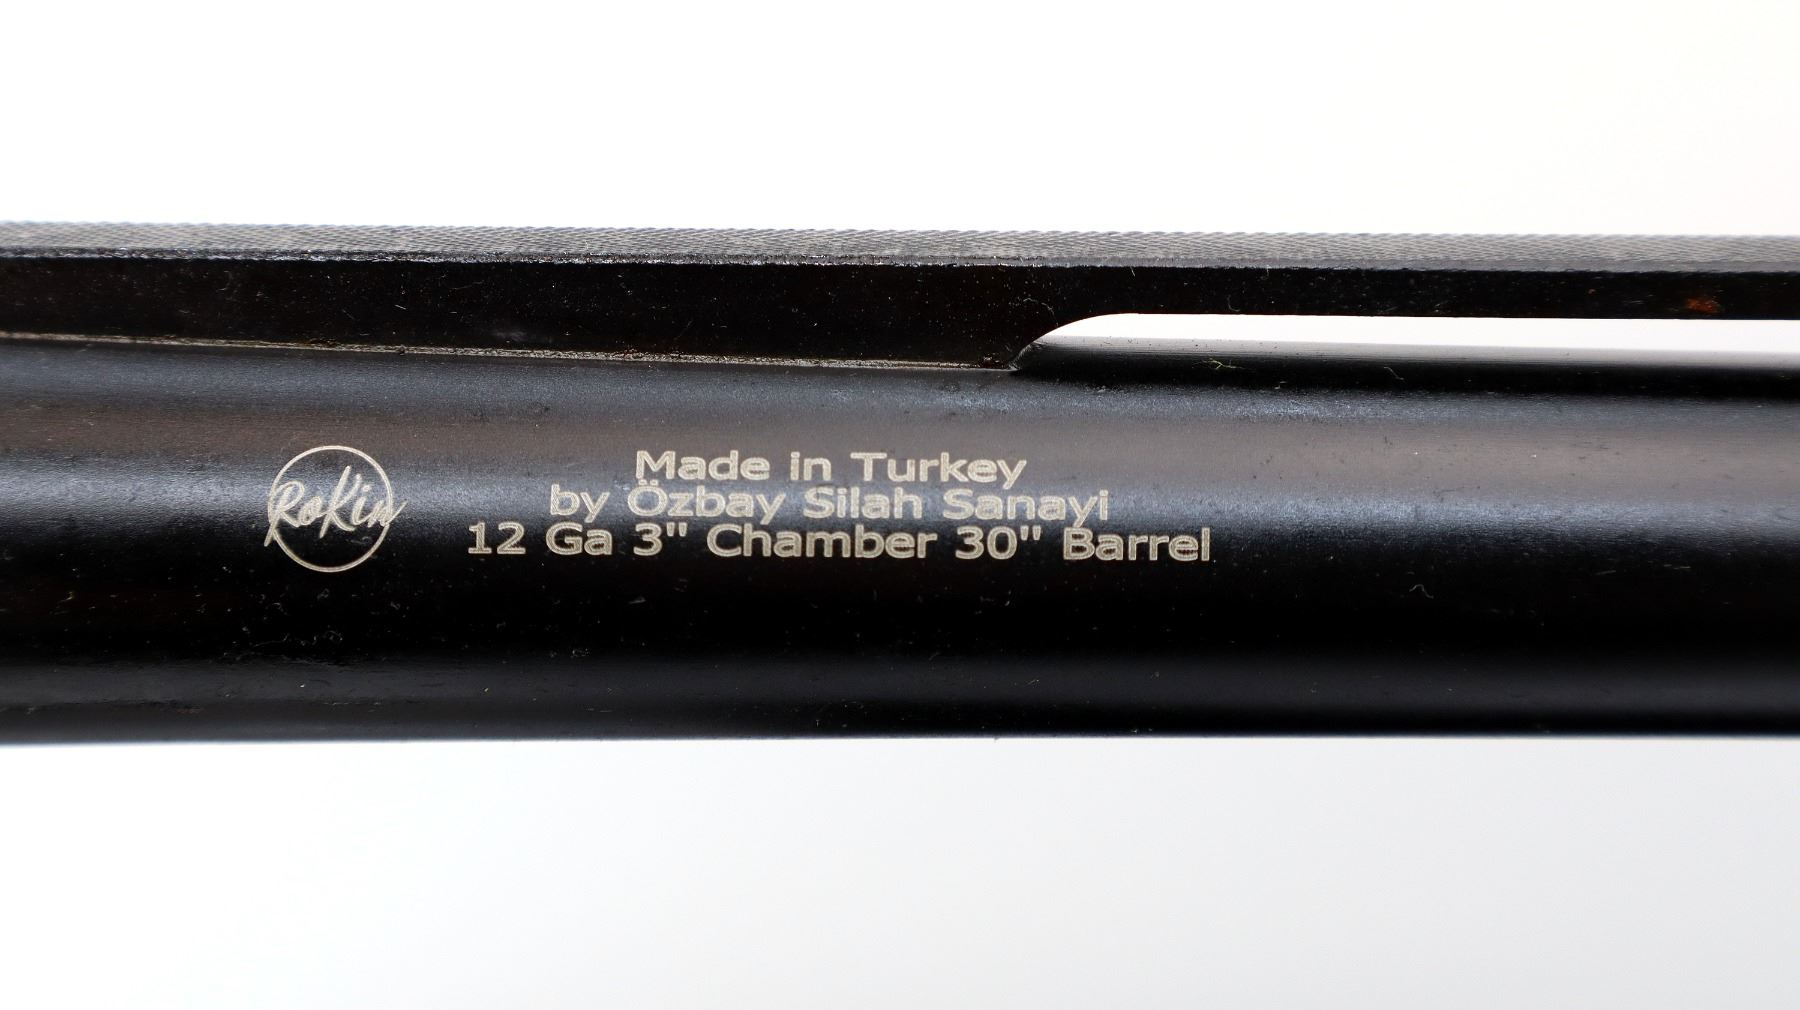 RoKin
Made in Turkey
by Özbay Silah Sanayi
12 Ga 3" Chamber 30" Barrel